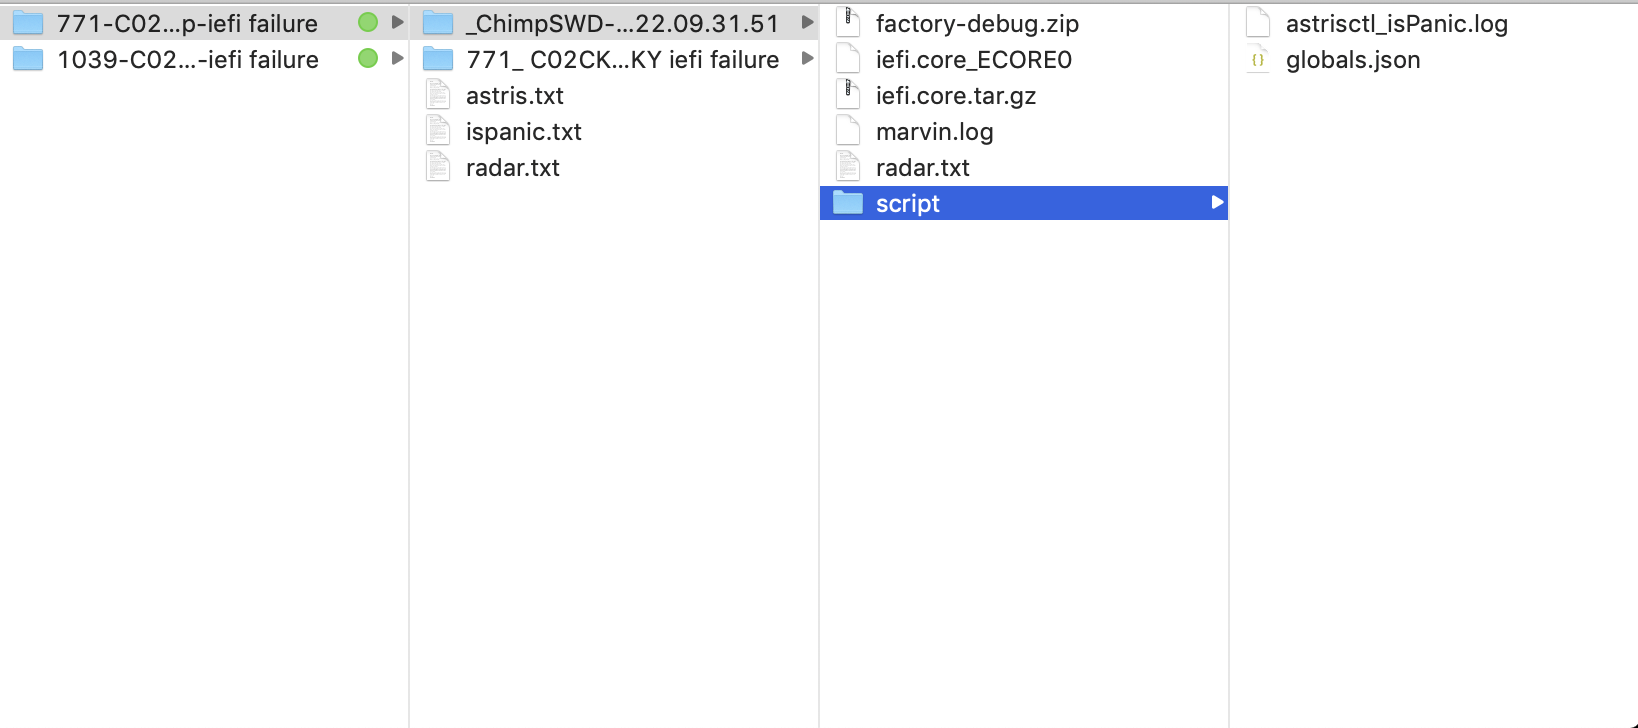 771-C02...p-iefi failure
1039-C02...-iefi failure
_ChimpSWD-...22.09.31.51
771_ C02CK...KY iefi failure
astris.txt
ispanic.txt
radar.txt
factory-debug.zip
iefi.core_ECORE0
iefi.core.tar.gz
marvin.log
radar.txt
script
astrisctl_isPanic.log
globals.json